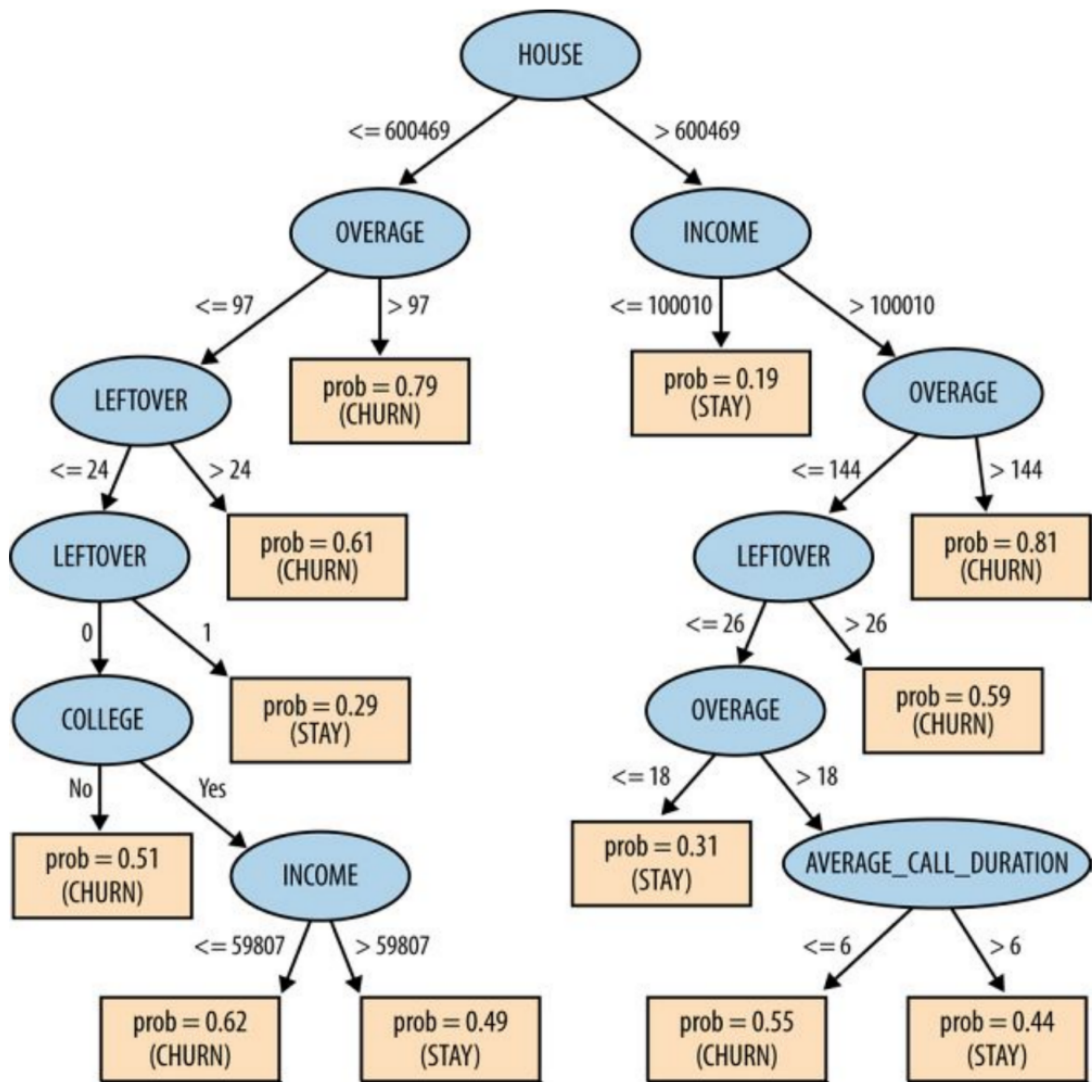 HOUSE
<= 600469
> 600469
OVERAGE
INCOME
<= 97
> 97
<= 100010
> 100010
LEFTOVER
prob = 0.79
(CHURN)
prob = 0.19
(STAY)
OVERAGE
<= 24
> 24
<= 144
> 144
LEFTOVER
prob = 0.61
(CHURN)
LEFTOVER
prob = 0.81
(CHURN)
0
1
<= 26
> 26
COLLEGE
prob = 0.29
(STAY)
OVERAGE
prob = 0.59
(CHURN)
No
Yes
<= 18
> 18
prob = 0.51
(CHURN)
INCOME
prob = 0.31
(STAY)
AVERAGE_CALL_DURATION
<= 59807
> 59807
<= 6
> 6
prob = 0.62
(CHURN)
prob = 0.49
(STAY)
prob = 0.55
(CHURN)
prob = 0.44
(STAY)